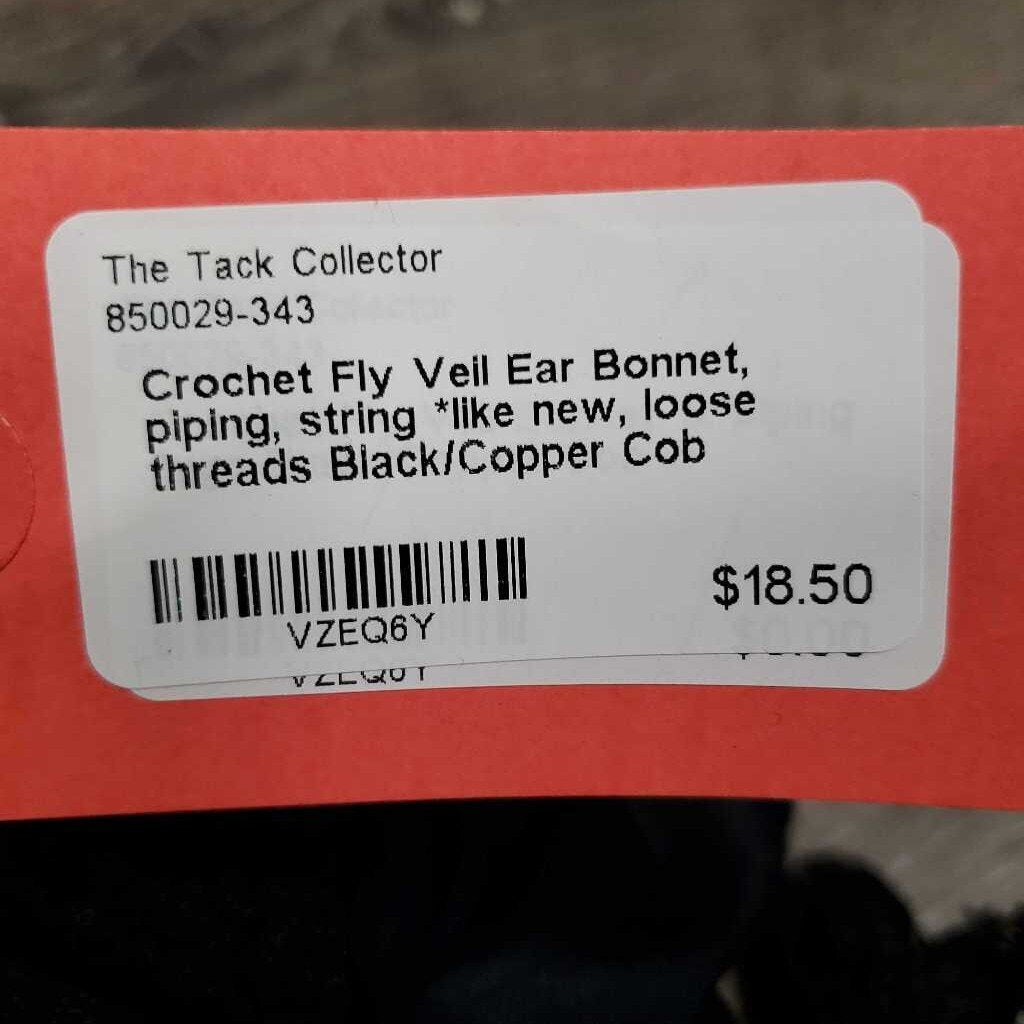 The Tack Collector
850029-343
Crochet Fly Veil Ear Bonnet,
piping, string *like new, loose
threads Black/Copper Cob
$18.50
VZEQ6Y